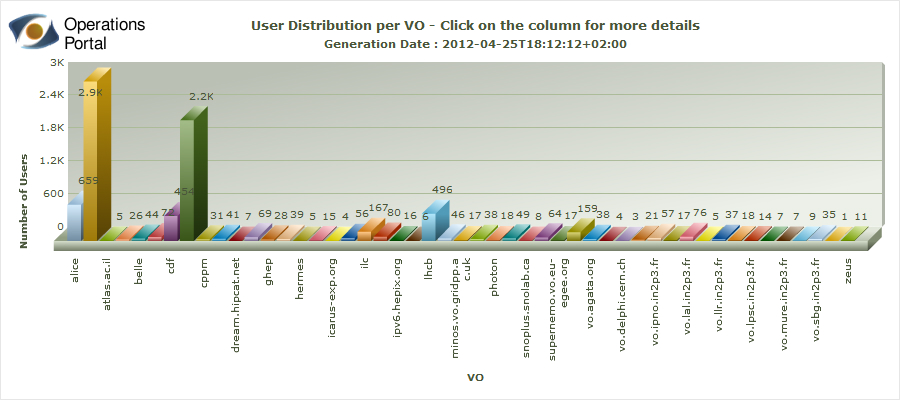 Operations
Portal
User Distribution per VO - Click on the column for more details
Generation Date : 2012-04-25T18:12:12+02:00
Number of Users
3K
2.4K
1.8K
1.2K
600
0
659
2.9K
5
26
44
72
454
2.2K
31
41
7
69
28
39
5
15
4
56
167
80
16
6
496
46
17
38
18
49
8
64
17
159
38
4
3
21
57
17
76
5
37
18
14
7
7
9
35
1
11
alice
atlas.ac.il
belle
cdf
cppm
dream.hipcat.net
ghep
hermes
icarus-exp.org
ilc
ipv6.hepix.org
lhcb
minos.vo.gridpp.a
c.uk
photon
snoplus.snolab.ca
supernemo.vo.eu-
egee.org
vo.agata.org
vo.delphi.cern.ch
vo.ipno.in2p3.fr
vo.lal.in2p3.fr
vo.llr.in2p3.fr
vo.lpsc.in2p3.fr
vo.mure.in2p3.fr
vo.sbg.in2p3.fr
zeus
VO